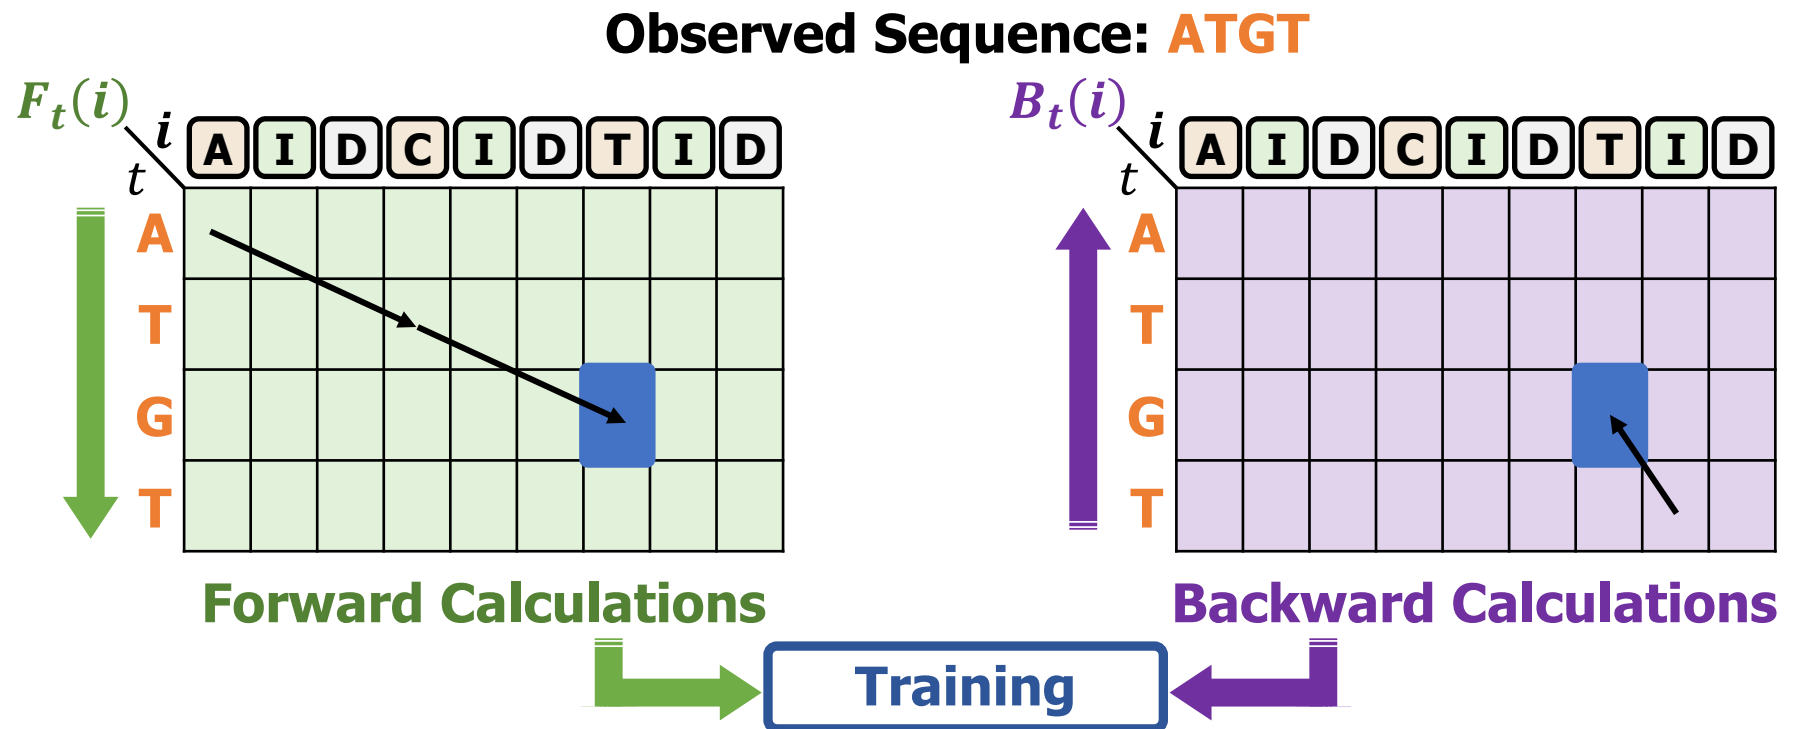 Observed Sequence: ATGT
Fₜ(i) i A I D C I D T I D
t
A
T
G
T
Forward Calculations
Bₜ(i) i A I D C I D T I D
t
A
T
G
T
Backward Calculations
Training